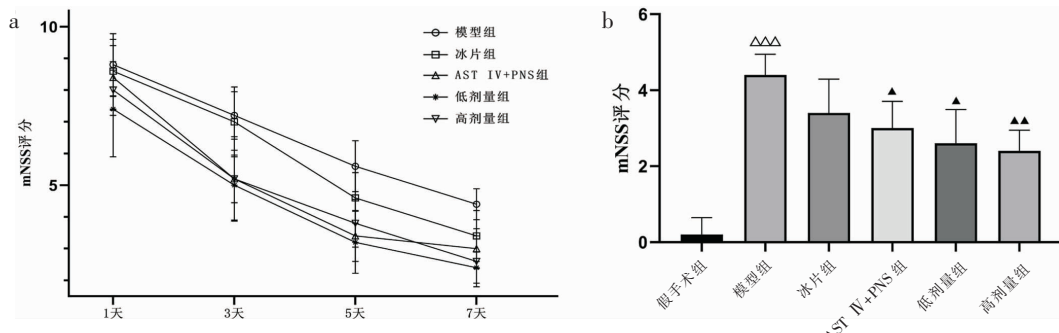 a
10
5
mNSS评分
模型组
冰片组
AST IV+PNS组
低剂量组
高剂量组
1天
3天
5天
7天
b
6
4
2
0
mNSS评分
△△△
▲
▲
▲▲
假手术组
模型组
冰片组
AST IV+PNS组
低剂量组
高剂量组